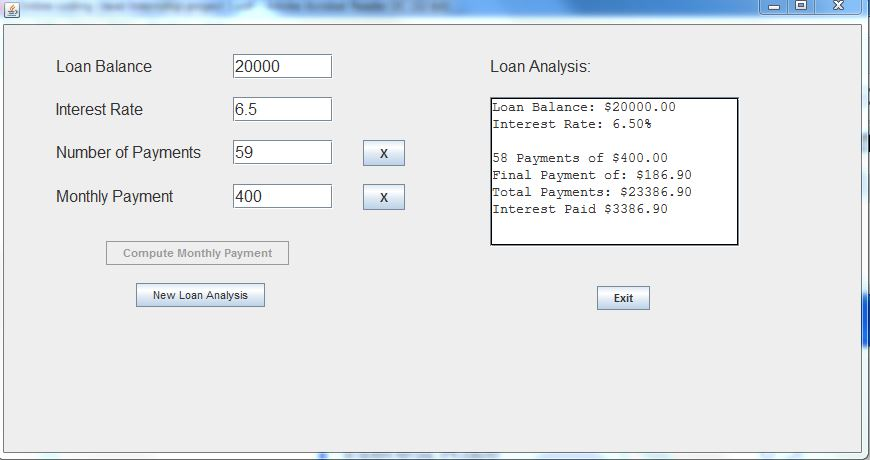 Loan Balance
20000
Interest Rate
6.5
Number of Payments
59
X
Monthly Payment
400
X
Compute Monthly Payment
New Loan Analysis
Loan Analysis:
Loan Balance: $20000.00
Interest Rate: 6.50%
58 Payments of $400.00
Final Payment of: $186.90
Total Payments: $23386.90
Interest Paid $3386.90
Exit